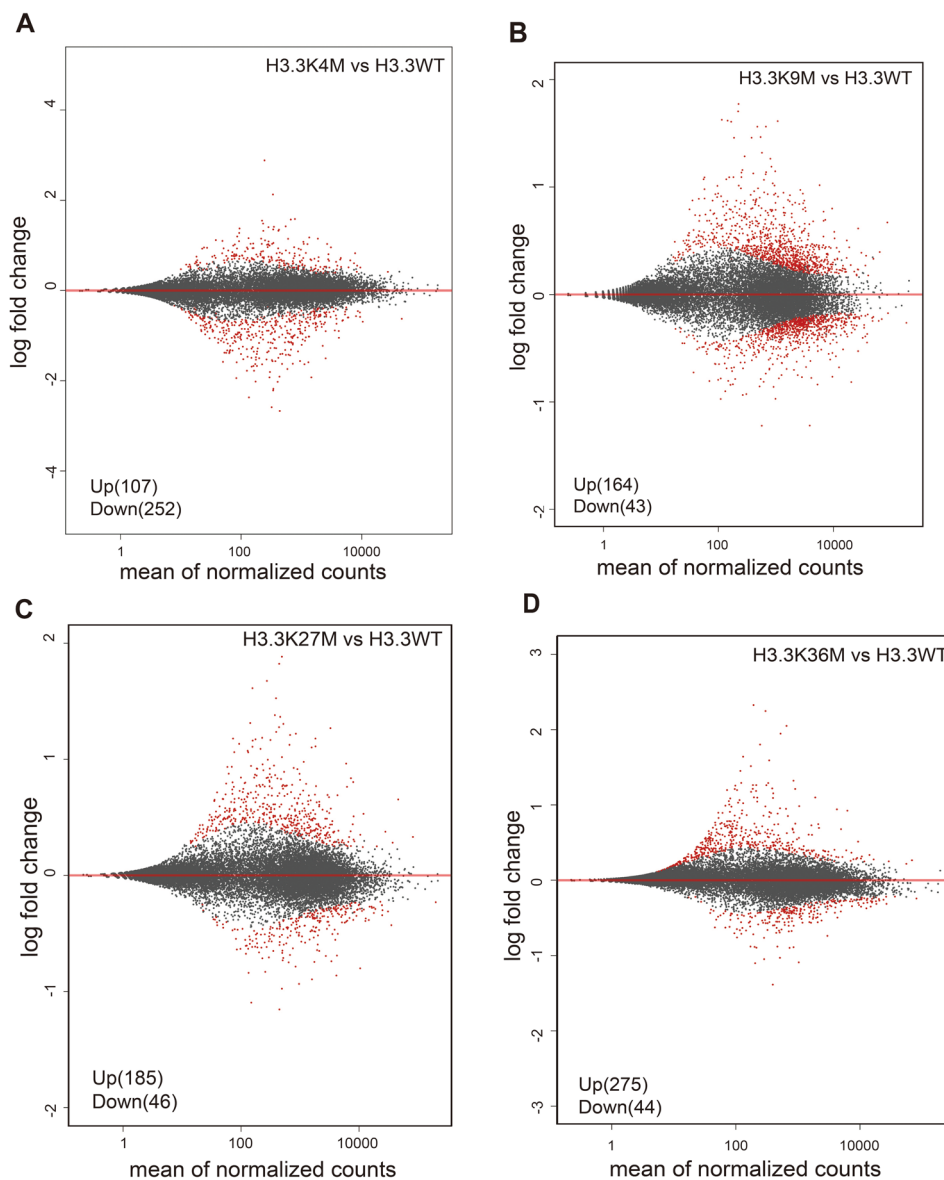 A
H3.3K4M vs H3.3WT
log fold change
4
2
0
-2
-4
Up(107)
Down(252)
1 100 10000
mean of normalized counts
B
H3.3K9M vs H3.3WT
log fold change
2
1
0
-1
-2
Up(164)
Down(43)
1 100 10000
mean of normalized counts
C
H3.3K27M vs H3.3WT
log fold change
2
1
0
-1
-2
Up(185)
Down(46)
1 100 10000
mean of normalized counts
D
H3.3K36M vs H3.3WT
log fold change
3
2
1
0
-1
-2
-3
Up(275)
Down(44)
1 100 10000
mean of normalized counts